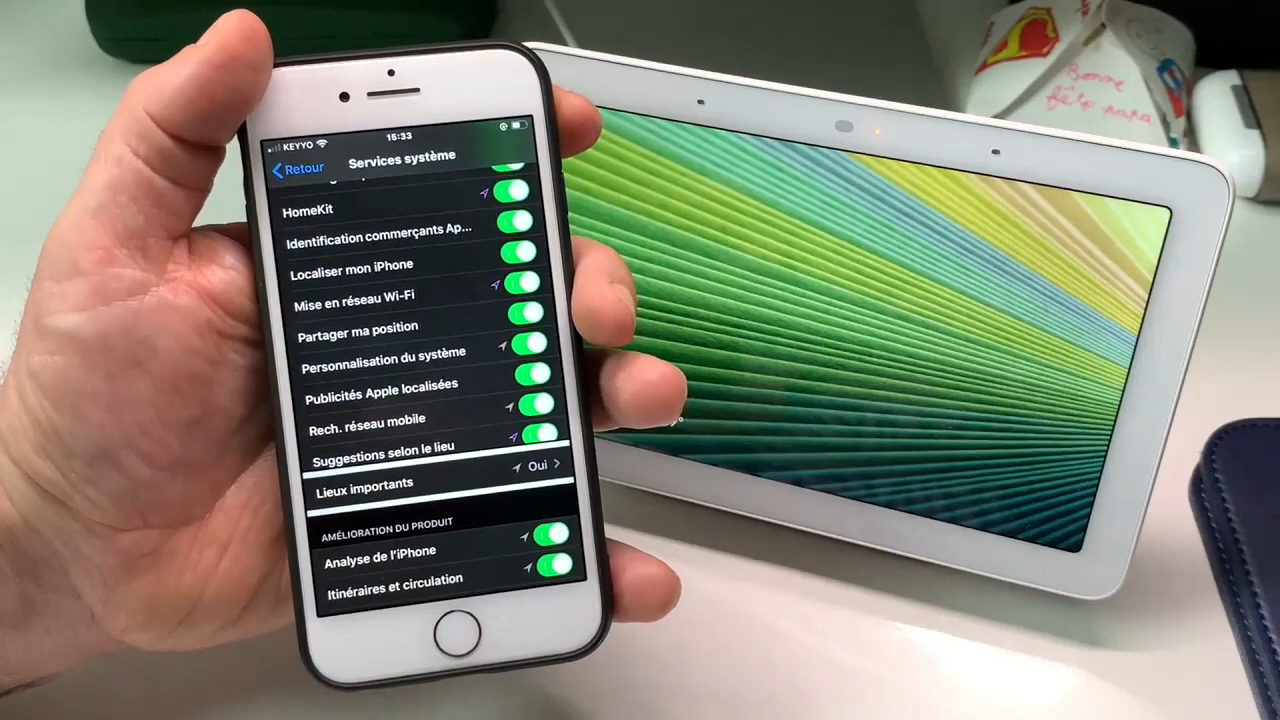 KEYYO
15:33
Retour
Services système
HomeKit
Identification commerçants Ap...
Localiser mon iPhone
Mise en réseau Wi-Fi
Partager ma position
Personnalisation du système
Publicités Apple localisées
Rech. réseau mobile
Suggestions selon le lieu
Lieux importants
Oui
AMÉLIORATION DU PRODUIT
Analyse de l'iPhone
Itinéraires et circulation
Bonne
fête papa